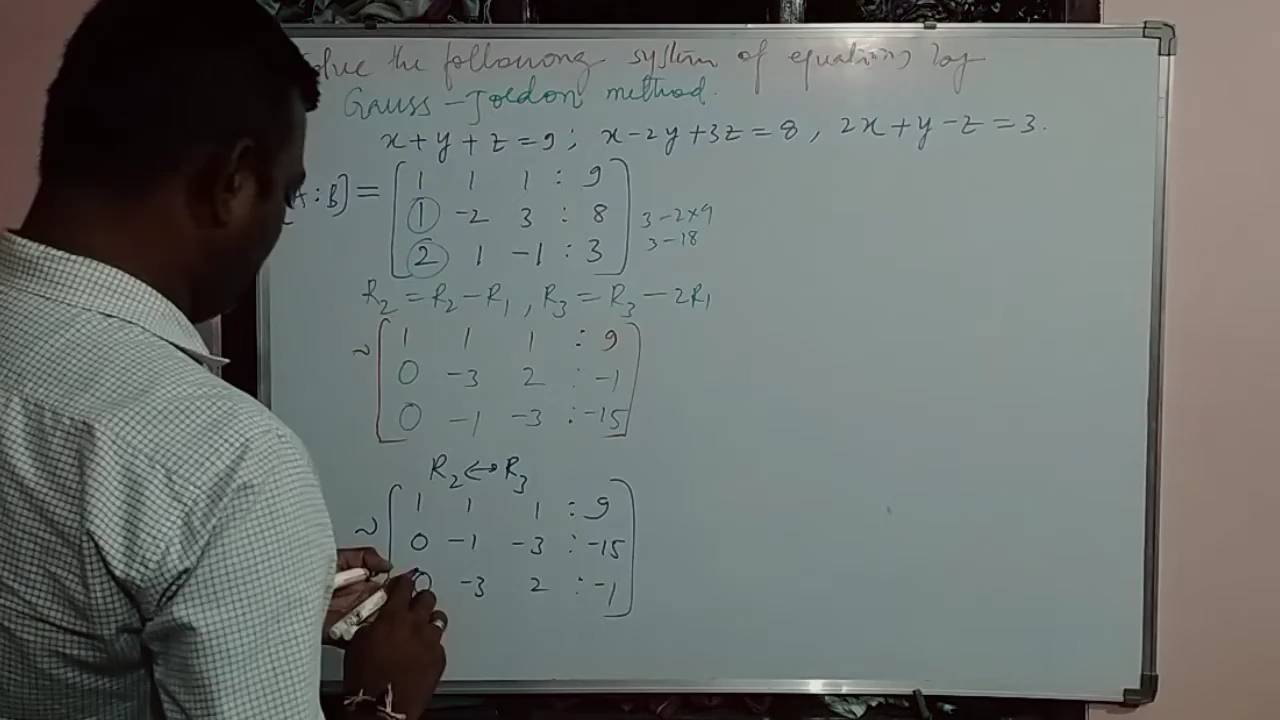 the following system of equations by
Gauss-Jordon method.
x+y+z=9; x-2y+3z=8, 2x+y-z=3.
A:B] = [1 1 1 : 9
1 -2 3 : 8 3-2x9
2 1 -1 : 3] 3-18
R2=R2-R1, R3=R3-2R1
~ [1 1 1 : 9
0 -3 2 : -1
0 -1 -3 : -15]
R2↔R3
~ [1 1 1 : 9
0 -1 -3 : -15
0 -3 2 : -1]